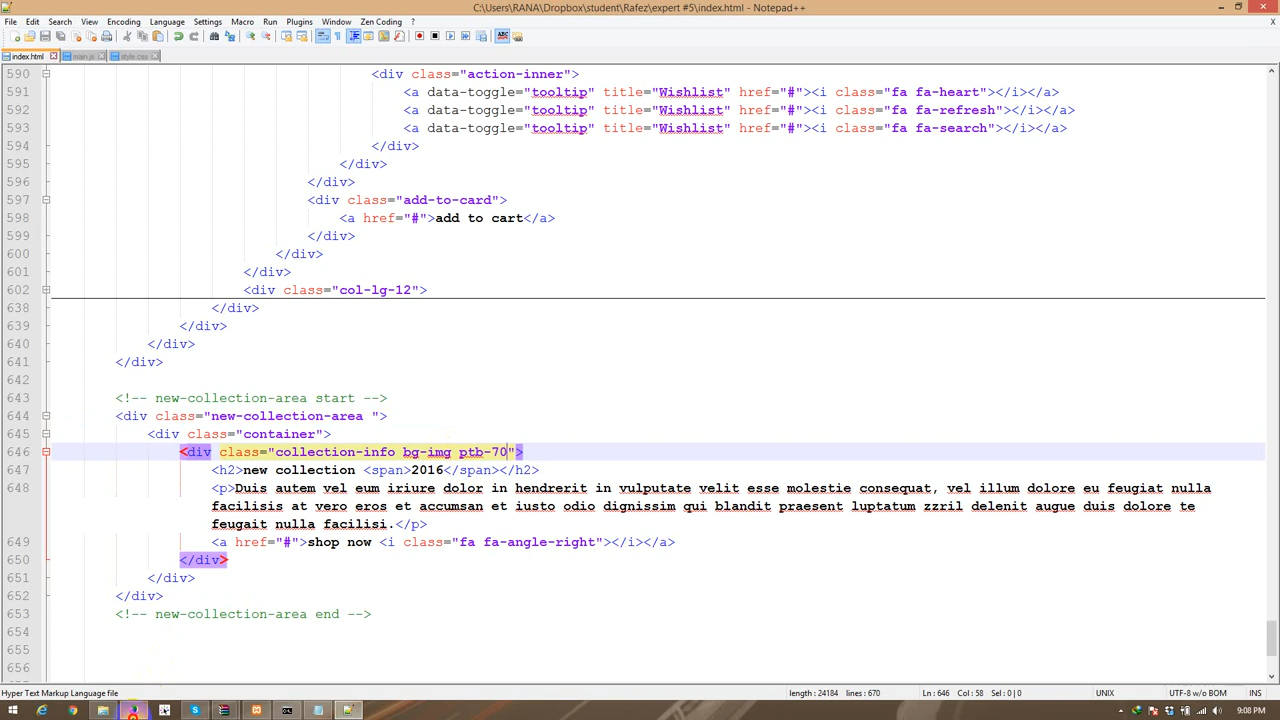 C:\Users\RANA\Dropbox\student\Rafez\expert #5\index.html - Notepad++
File Edit Search View Encoding Language Settings Macro Run Plugins Window Zen Coding ?
X
index.html main.js style.css
590 <div class="action-inner">
591 <a data-toggle="tooltip" title="Wishlist" href="#"><i class="fa fa-heart"></i></a>
592 <a data-toggle="tooltip" title="Wishlist" href="#"><i class="fa fa-refresh"></i></a>
593 <a data-toggle="tooltip" title="Wishlist" href="#"><i class="fa fa-search"></i></a>
594 </div>
595 </div>
596 </div>
597 <div class="add-to-card">
598 <a href="#">add to cart</a>
599 </div>
600 </div>
601 </div>
602 <div class="col-lg-12">
638 </div>
639 </div>
640 </div>
641 </div>
642
643 <!-- new-collection-area start -->
644 <div class="new-collection-area ">
645 <div class="container">
646 <div class="collection-info bg-img ptb-70">
647 <h2>new collection <span>2016</span></h2>
648 <p>Duis autem vel eum iriure dolor in hendrerit in vulputate velit esse molestie consequat, vel illum dolore eu feugiat nulla
facilisis at vero eros et accumsan et iusto odio dignissim qui blandit praesent luptatum zzril delenit augue duis dolore te
feugait nulla facilisi.</p>
649 <a href="#">shop now <i class="fa fa-angle-right"></i></a>
650 </div>
651 </div>
652 </div>
653 <!-- new-collection-area end -->
654
655
656
Hyper Text Markup Language file length : 24184 lines : 670 Ln : 646 Col : 58 Sel : 0 | 0 UNIX UTF-8 w/o BOM INS
9:08 PM